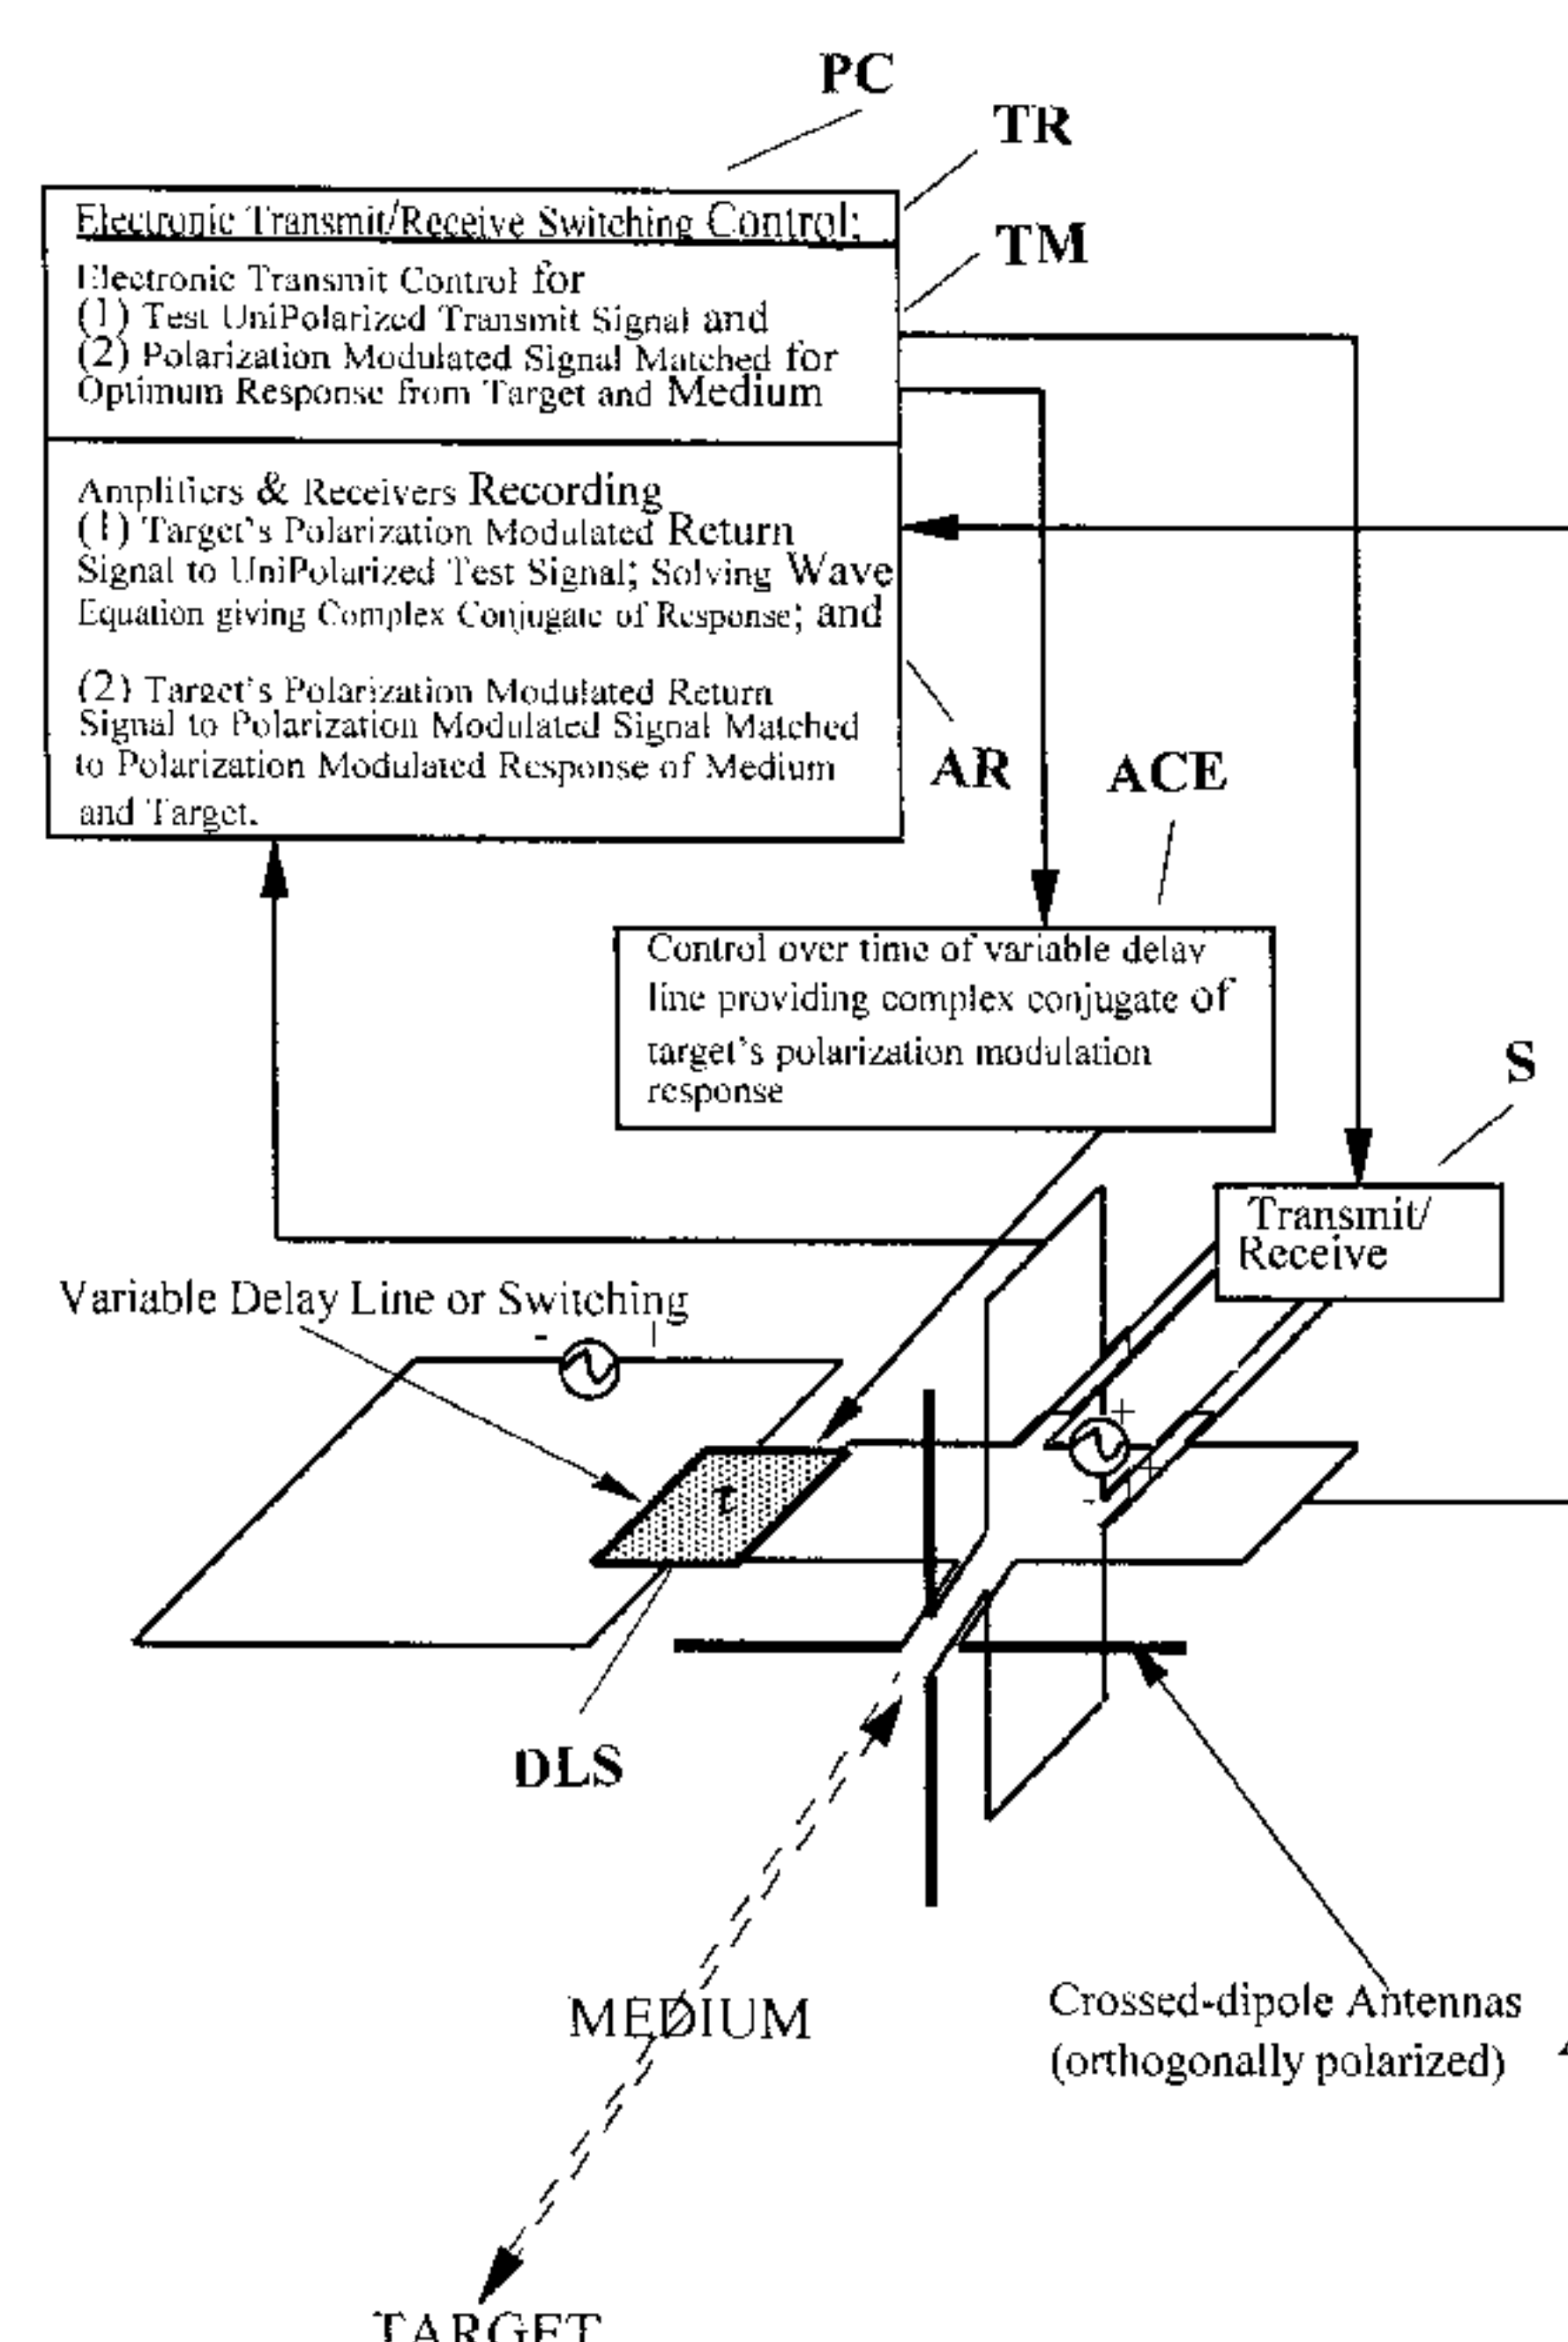 PC
TR
TM
Electronic Transmit/Receive Switching Control:
Electronic Transmit Control for
(1) Test UniPolarized Transmit Signal and
(2) Polarization Modulated Signal Matched for
Optimum Response from Target and Medium
Amplifiers & Receivers Recording
(1) Target's Polarization Modulated Return
Signal to UniPolarized Test Signal; Solving Wave
Equation giving Complex Conjugate of Response; and
(2) Target's Polarization Modulated Return
Signal to Polarization Modulated Signal Matched
to Polarization Modulated Response of Medium
and Target.
AR
ACE
Control over time of variable delay
line providing complex conjugate of
target's polarization modulation
response
S
Transmit/
Receive
Variable Delay Line or Switching
- +
+
τ
+
-
DLS
MEDIUM
Crossed-dipole Antennas
(orthogonally polarized)
TARGET